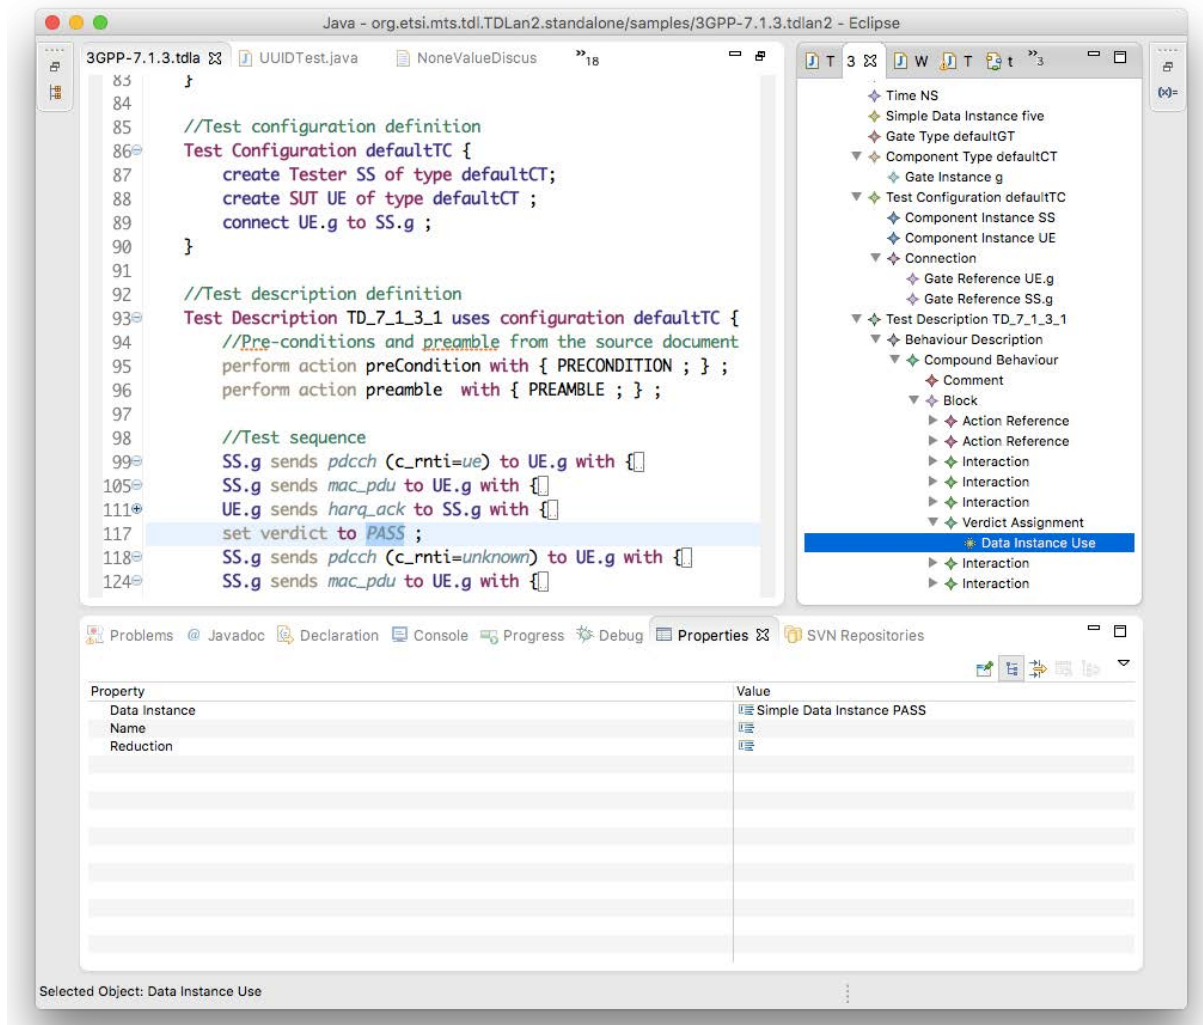 Java - org.etsi.mts.tdl.TDLan2.standalone/samples/3GPP-7.1.3.tdlan2 - Eclipse
3GPP-7.1.3.tdla UUIDTest.java NoneValueDiscus »18
83 }
84
85 //Test configuration definition
86 Test Configuration defaultTC {
87 create Tester SS of type defaultCT;
88 create SUT UE of type defaultCT ;
89 connect UE.g to SS.g ;
90 }
91
92 //Test description definition
93 Test Description TD_7_1_3_1 uses configuration defaultTC {
94 //Pre-conditions and preamble from the source document
95 perform action preCondition with { PRECONDITION ; } ;
96 perform action preamble with { PREAMBLE ; } ;
97
98 //Test sequence
99 SS.g sends pdcch (c_rnti=ue) to UE.g with {
105 SS.g sends mac_pdu to UE.g with {
111 UE.g sends harq_ack to SS.g with {
117 set verdict to PASS ;
118 SS.g sends pdcch (c_rnti=unknown) to UE.g with {
124 SS.g sends mac_pdu to UE.g with {
T 3 W T t »3
(x)=
Time NS
Simple Data Instance five
Gate Type defaultGT
Component Type defaultCT
Gate Instance g
Test Configuration defaultTC
Component Instance SS
Component Instance UE
Connection
Gate Reference UE.g
Gate Reference SS.g
Test Description TD_7_1_3_1
Behaviour Description
Compound Behaviour
Comment
Block
Action Reference
Action Reference
Interaction
Interaction
Interaction
Verdict Assignment
Data Instance Use
Interaction
Interaction
Problems @ Javadoc Declaration Console Progress Debug Properties SVN Repositories
Property Value
Data Instance Simple Data Instance PASS
Name
Reduction
Selected Object: Data Instance Use